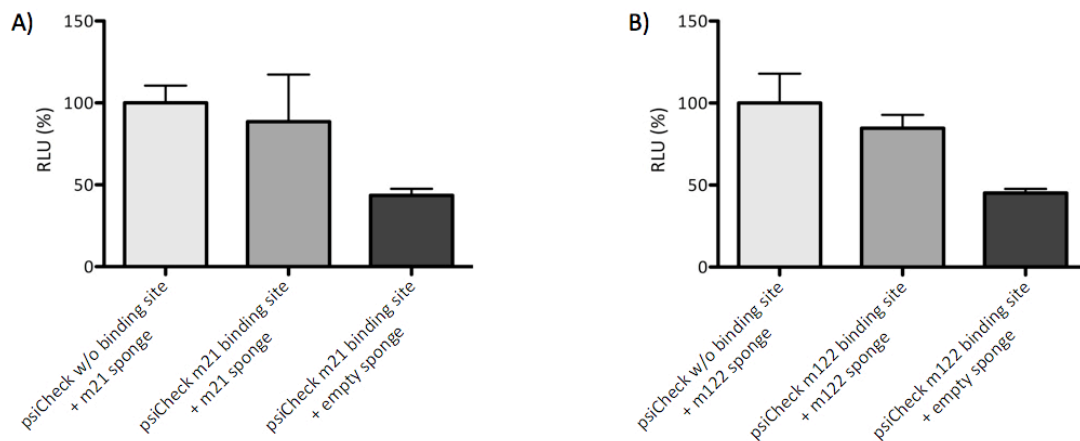 A)
150
100
50
0
RLU (%)
psiCheck w/o binding site
+ m21 sponge
psiCheck m21 binding site
+ m21 sponge
psiCheck m21 binding site
+ empty sponge
B)
150
100
50
0
RLU (%)
psiCheck w/o binding site
+ m122 sponge
psiCheck m122 binding site
+ m122 sponge
psiCheck m122 binding site
+ empty sponge